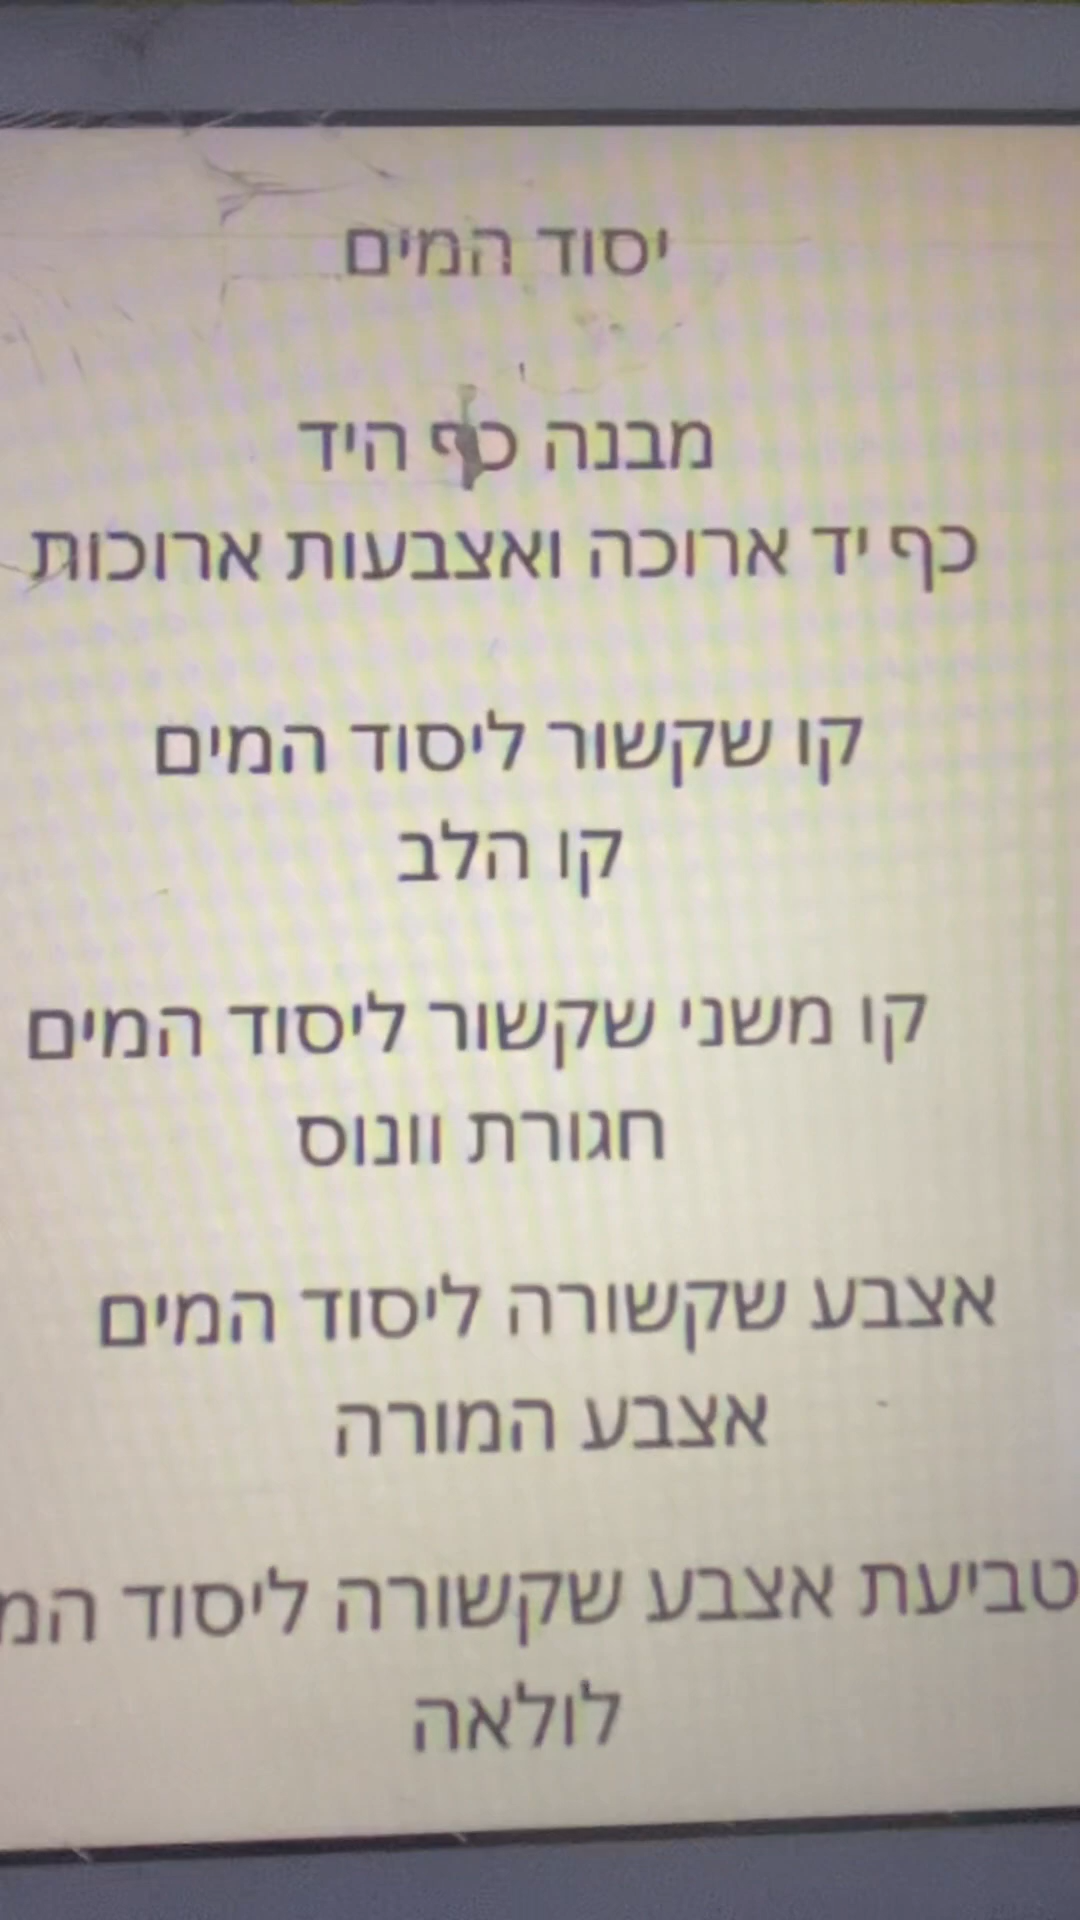 יסוד המים
מבנה כף היד
כף יד ארוכה ואצבעות ארוכות
קו שקשור ליסוד המים
קו הלב
קו משני שקשור ליסוד המים
חגורת וונוס
אצבע שקשורה ליסוד המים
אצבע המורה
טביעת אצבע שקשורה ליסוד
לולאה